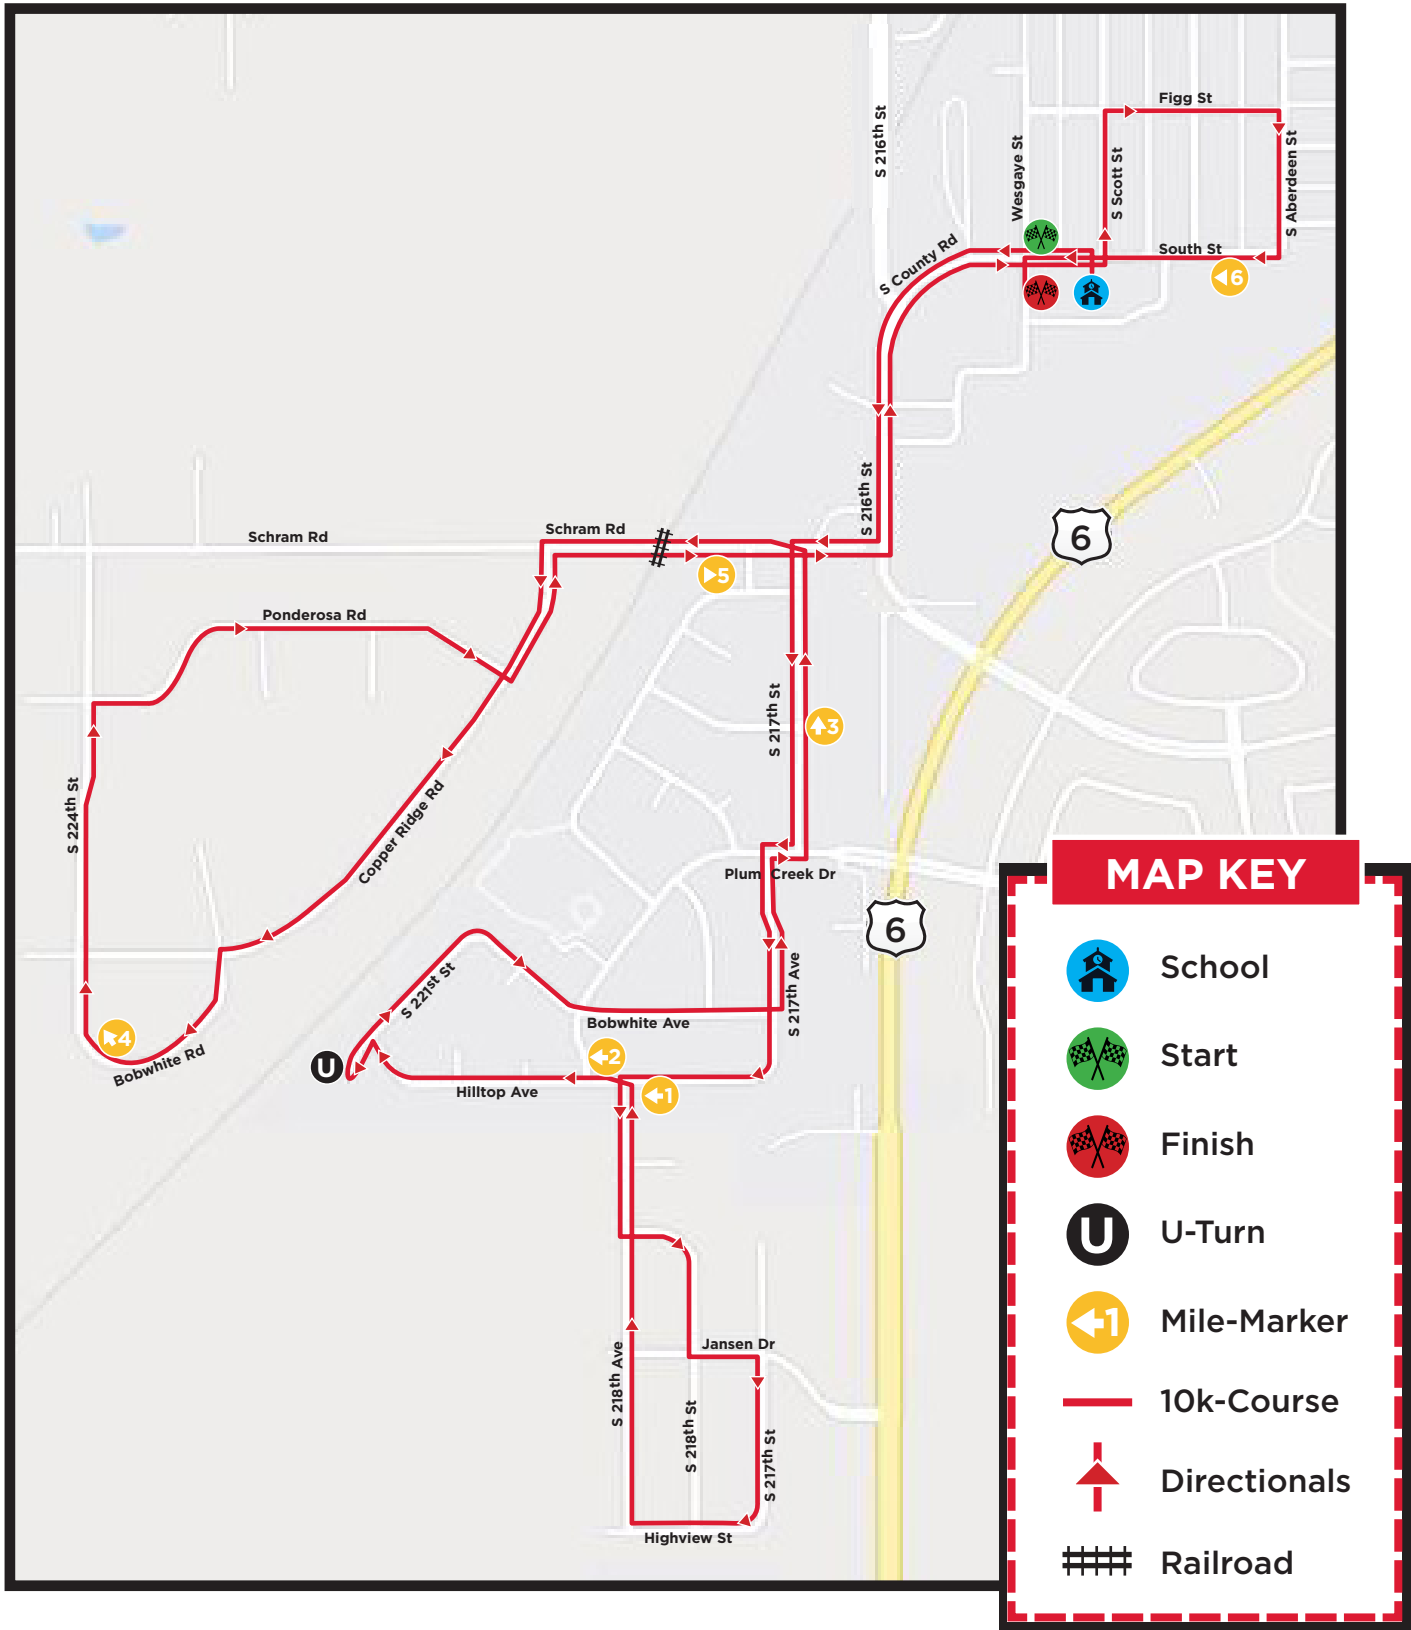 Figg St
S 216th St
Wesgaye St
S Scott St
S Aberdeen St
South St
S County Rd
6
S 216th St
Schram Rd
Schram Rd
6
5
Ponderosa Rd
S 217th St
3
S 224th St
Copper Ridge Rd
Plum Creek Dr
6
S 221st St
S 217th Ave
Bobwhite Ave
4
Bobwhite Rd
U
2
Hilltop Ave
1
Jansen Dr
S 218th Ave
S 218th St
S 217th St
Highview St
MAP KEY
School
Start
Finish
U
U-Turn
1
Mile-Marker
10k-Course
Directionals
Railroad